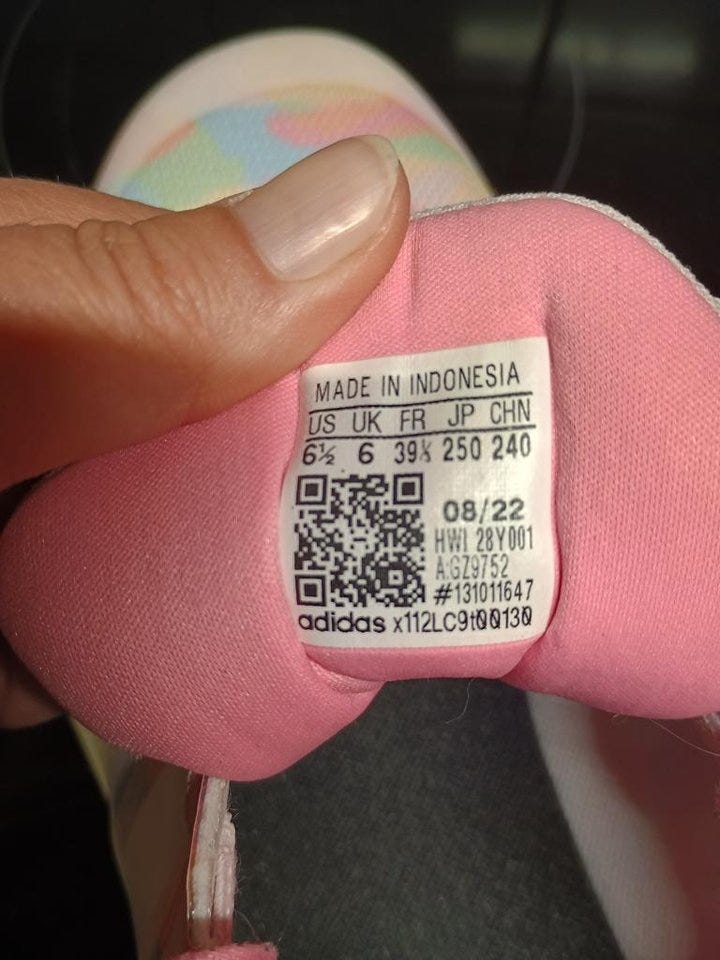 MADE IN INDONESIA
US UK FR JP CHN
6½ 6 39⅓ 250 240
08/22
HWI 28Y001
A:GZ9752
#131011647
adidas x112LC9t00130